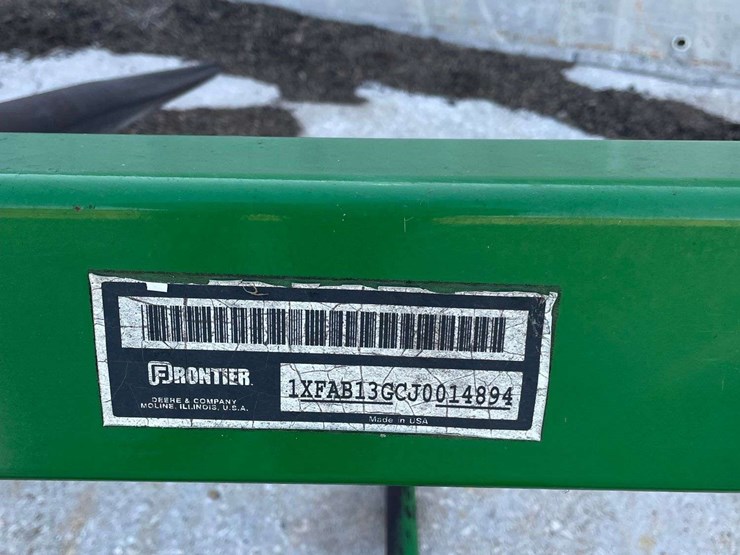 FRONTIER
DEERE & COMPANY
MOLINE, ILLINOIS, U.S.A.
1XFAB13GCJ0014894
Made in USA